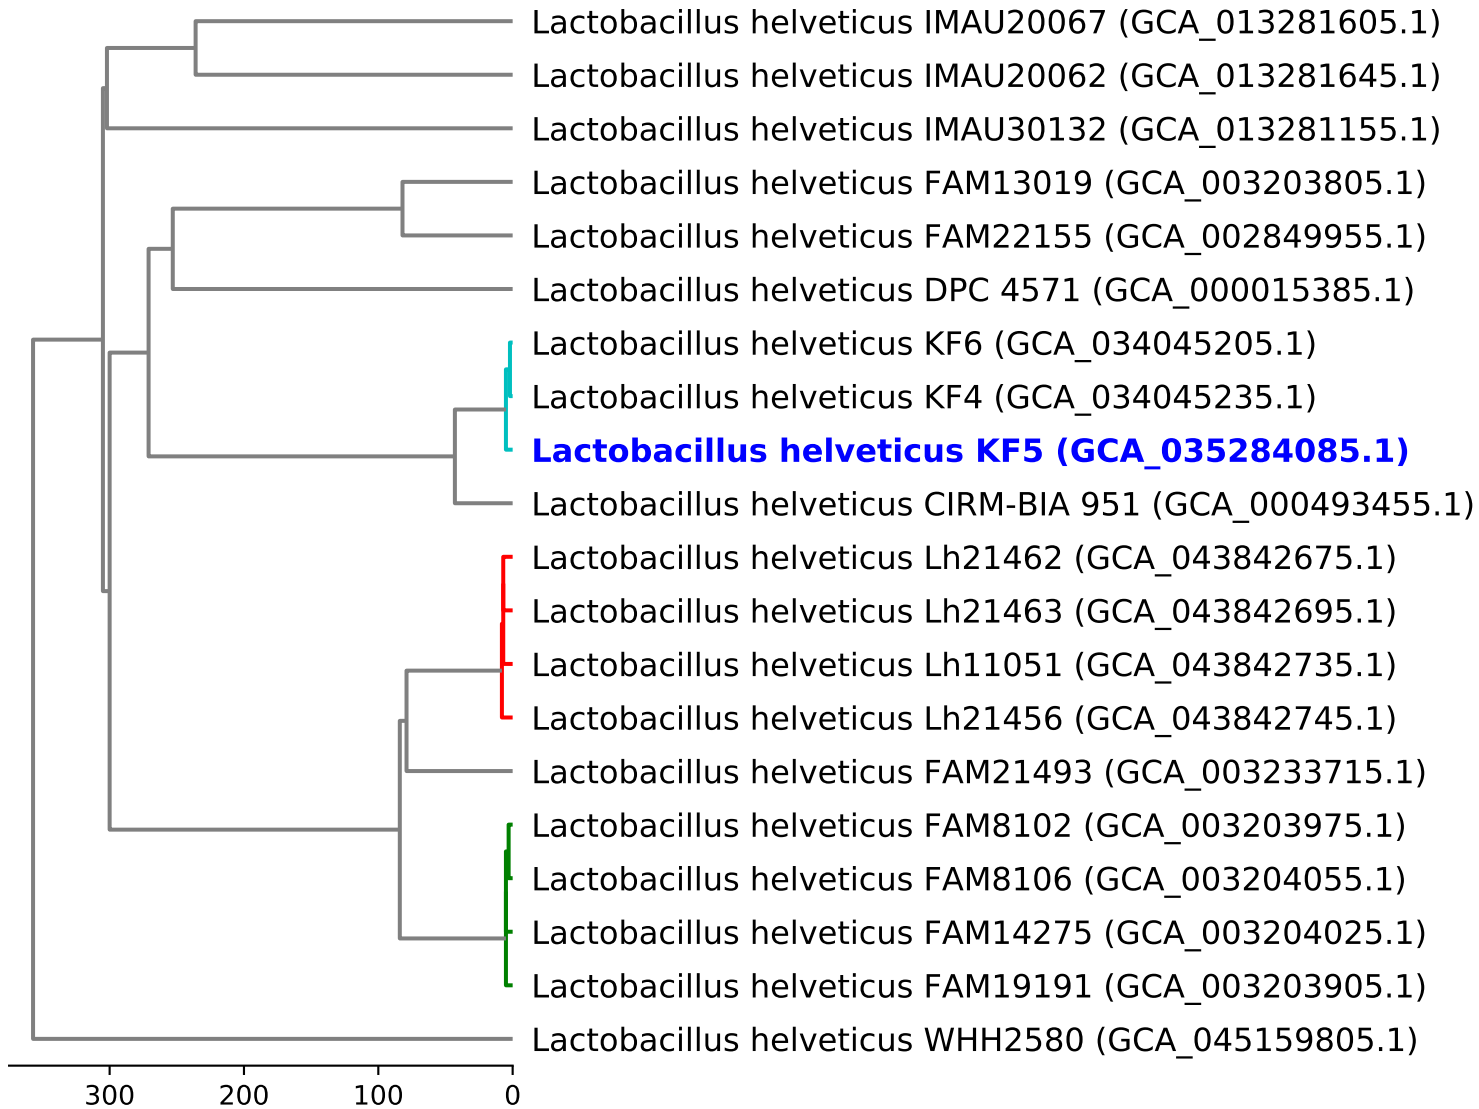 Lactobacillus helveticus IMAU20067 (GCA_013281605.1)
Lactobacillus helveticus IMAU20062 (GCA_013281645.1)
Lactobacillus helveticus IMAU30132 (GCA_013281155.1)
Lactobacillus helveticus FAM13019 (GCA_003203805.1)
Lactobacillus helveticus FAM22155 (GCA_002849955.1)
Lactobacillus helveticus DPC 4571 (GCA_000015385.1)
Lactobacillus helveticus KF6 (GCA_034045205.1)
Lactobacillus helveticus KF4 (GCA_034045235.1)
Lactobacillus helveticus KF5 (GCA_035284085.1)
Lactobacillus helveticus CIRM-BIA 951 (GCA_000493455.1)
Lactobacillus helveticus Lh21462 (GCA_043842675.1)
Lactobacillus helveticus Lh21463 (GCA_043842695.1)
Lactobacillus helveticus Lh11051 (GCA_043842735.1)
Lactobacillus helveticus Lh21456 (GCA_043842745.1)
Lactobacillus helveticus FAM21493 (GCA_003233715.1)
Lactobacillus helveticus FAM8102 (GCA_003203975.1)
Lactobacillus helveticus FAM8106 (GCA_003204055.1)
Lactobacillus helveticus FAM14275 (GCA_003204025.1)
Lactobacillus helveticus FAM19191 (GCA_003203905.1)
Lactobacillus helveticus WHH2580 (GCA_045159805.1)
300 200 100 0